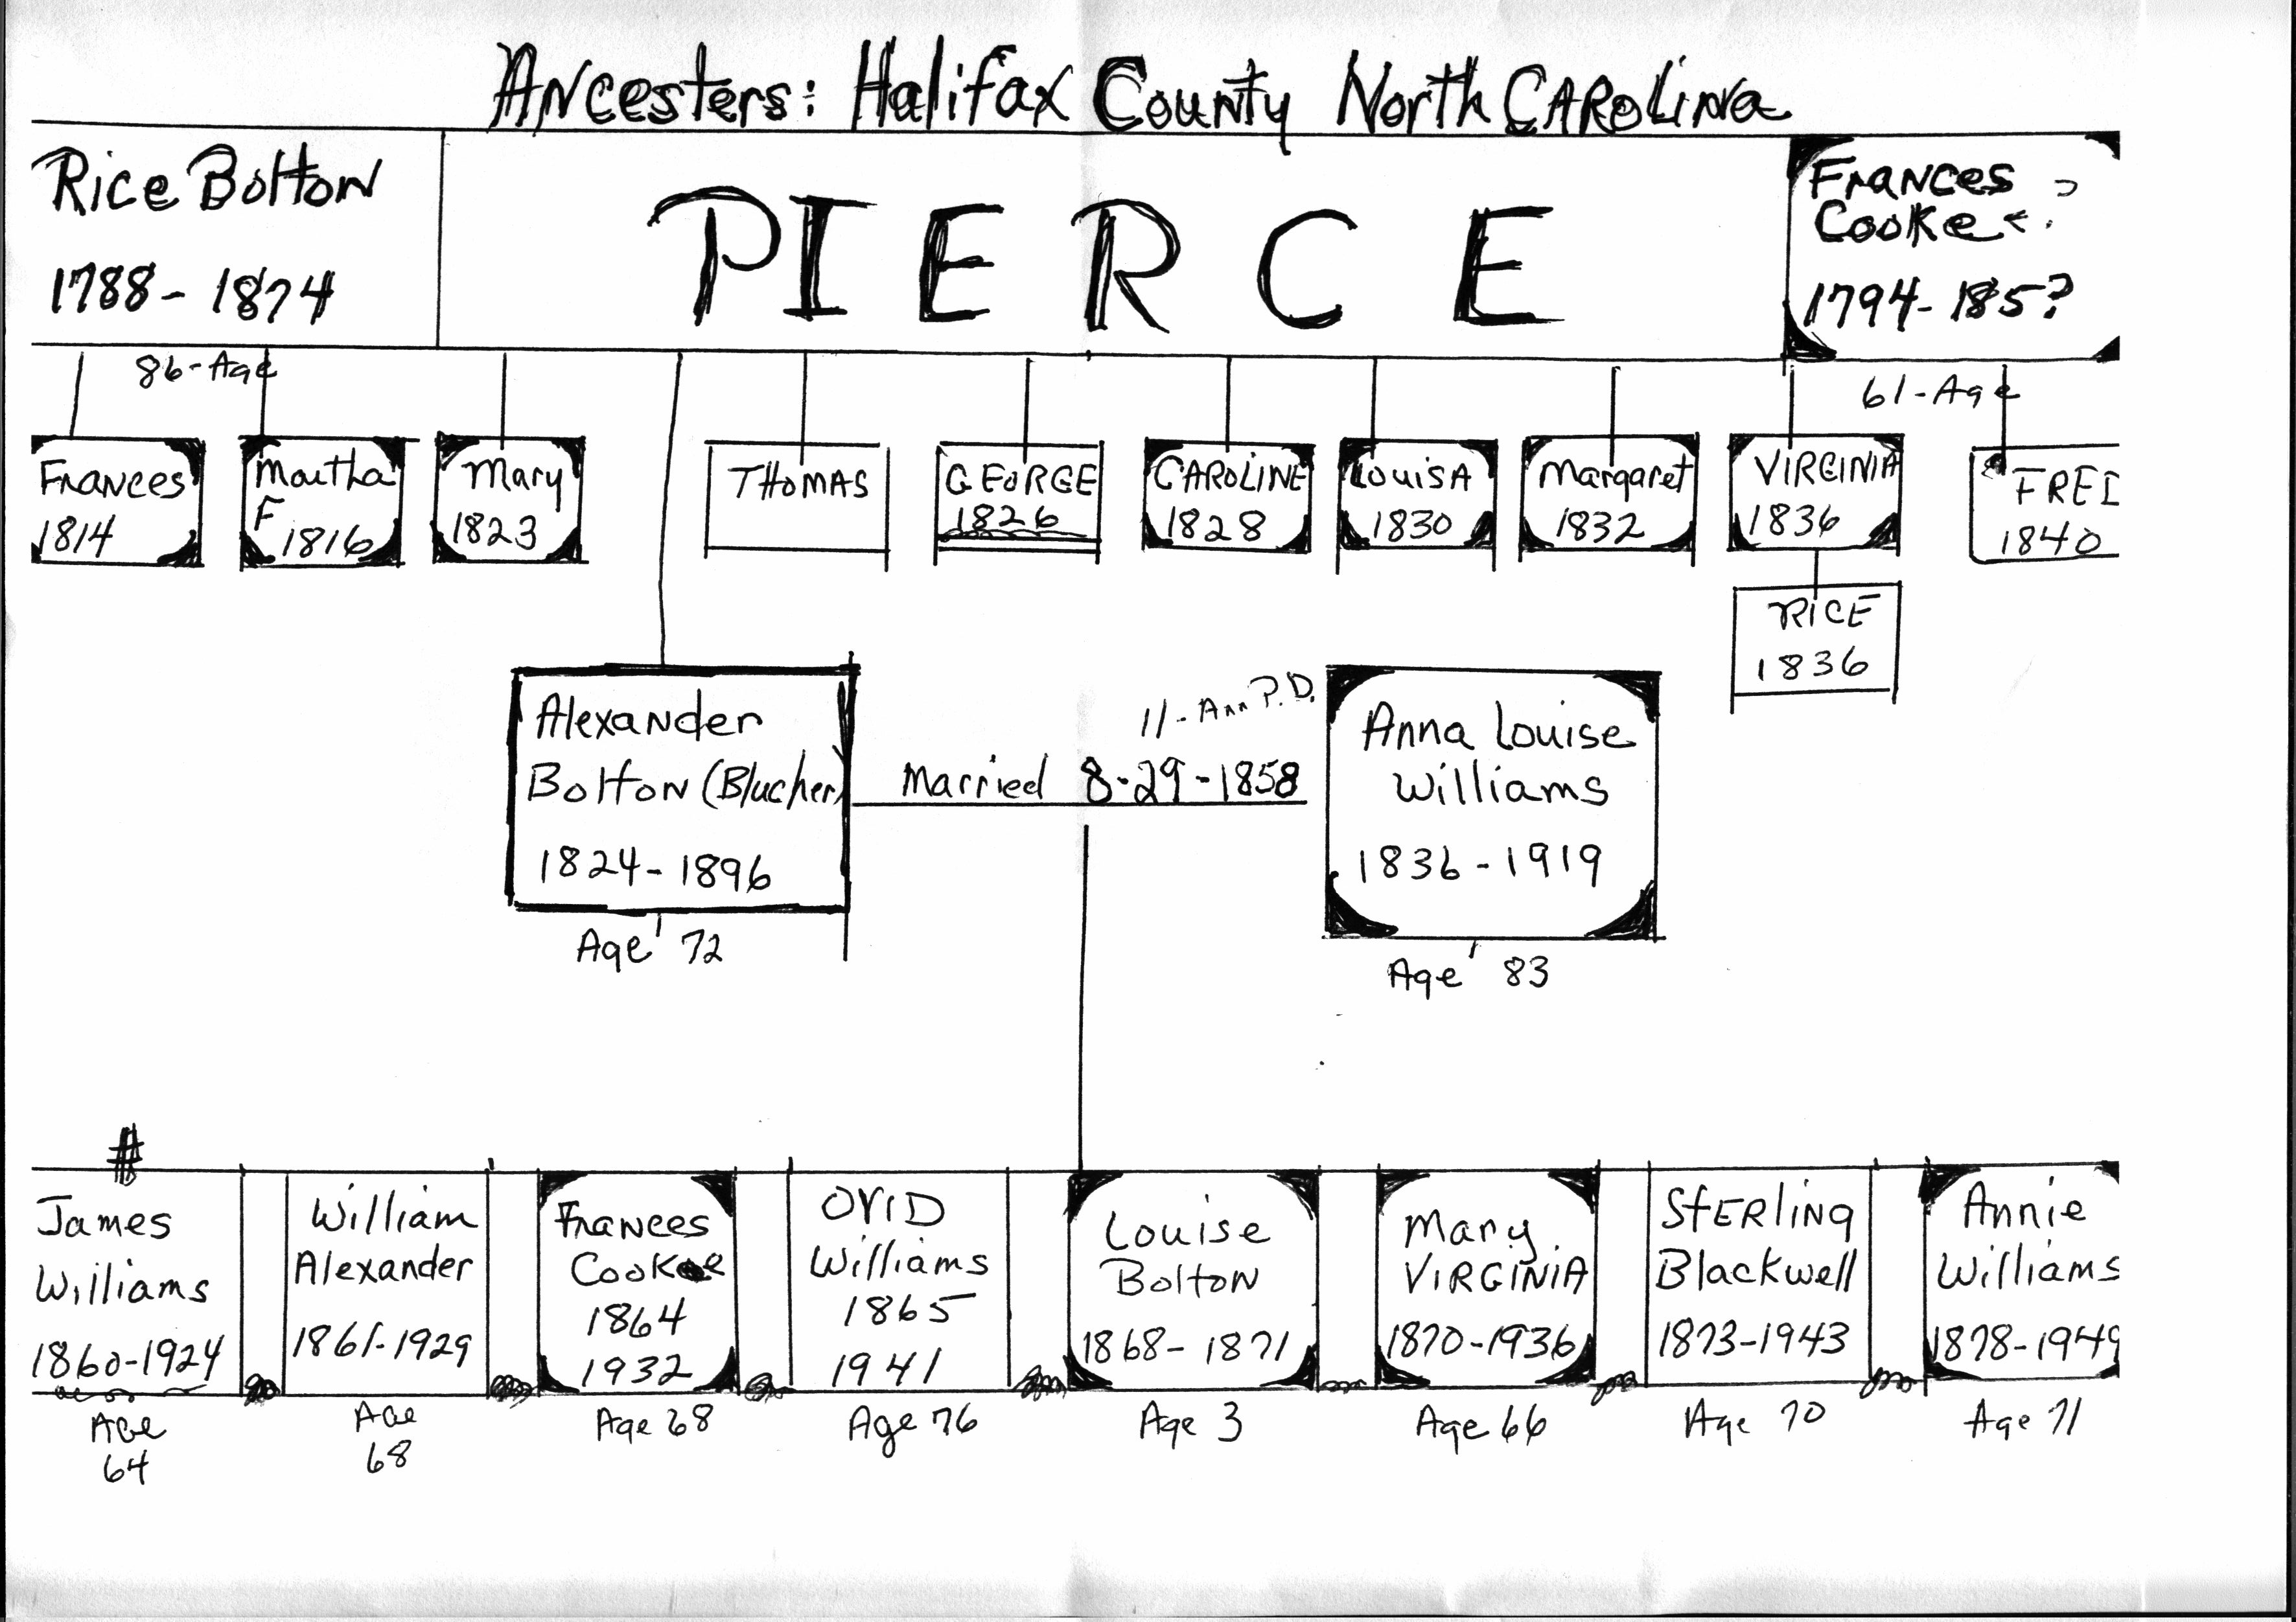 Ancesters: Halifax County North Carolina
Rice Bolton
1788-1874
PIERCE
Frances ?
Cooke
1794-185?
86-Age
61-Age
Frances
1814
Martha
F
1816
Mary
1823
THOMAS
GEORGE
1826
CAROLINE
1828
LouisA
1830
Margaret
1832
VIRGINIA
1836
FRED
1840
RICE
1836
Alexander
Bolton (Blucher)
1824-1896
Age 72
11-Ann P.D.
Married 8-29-1858
Anna Louise
Williams
1836-1919
Age 83
#
James
Williams
1860-1924
Age
64
William
Alexander
1861-1929
Age
68
Frances
Cooke
1864
1932
Age 68
OVID
Williams
1865
1941
Age 76
Louise
Bolton
1868-1871
Age 3
Mary
VIRGINIA
1870-1936
Age 66
StERling
Blackwell
1873-1943
Age 70
Annie
Williams
1878-1949
Age 71